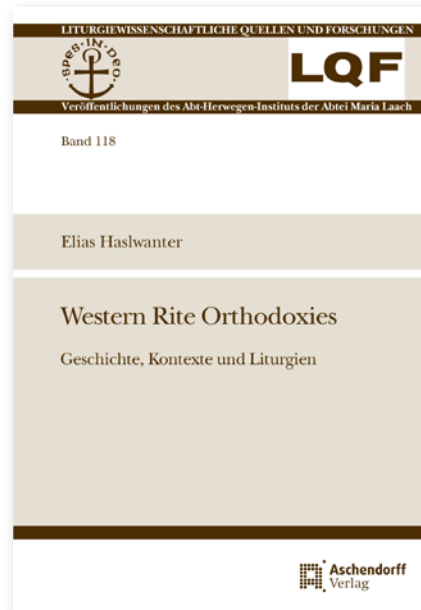 LITURGIEWISSENSCHAFTLICHE QUELLEN UND FORSCHUNGEN
SPES·IN·DEO·
LQF
Veröffentlichungen des Abt-Herwegen-Instituts der Abtei Maria Laach
Band 118
Elias Haslwanter
Western Rite Orthodoxies
Geschichte, Kontexte und Liturgien
Aschendorff
Verlag